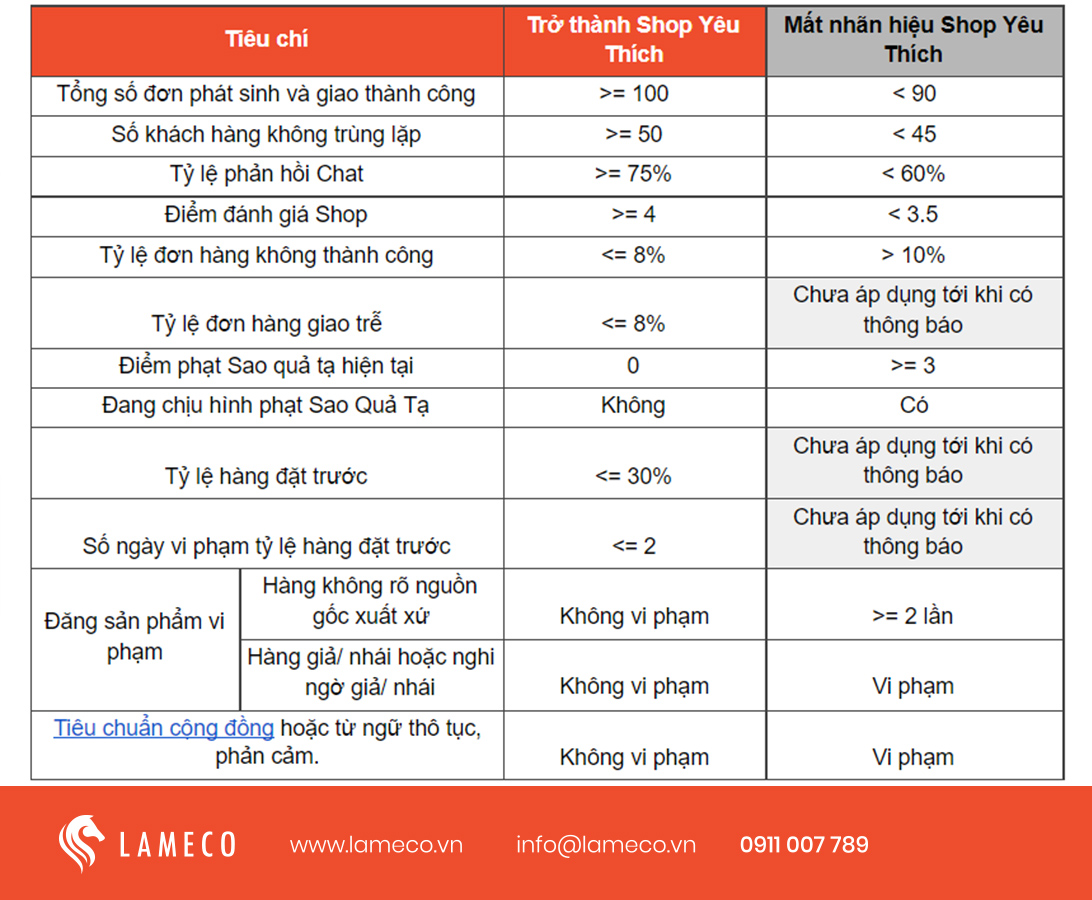 Tiêu chí
Trở thành Shop Yêu
Thích
Mất nhãn hiệu Shop Yêu
Thích
Tổng số đơn phát sinh và giao thành công
>= 100
< 90
Số khách hàng không trùng lặp
>= 50
< 45
Tỷ lệ phản hồi Chat
>= 75%
< 60%
Điểm đánh giá Shop
>= 4
< 3.5
Tỷ lệ đơn hàng không thành công
<= 8%
> 10%
Tỷ lệ đơn hàng giao trễ
<= 8%
Chưa áp dụng tới khi có
thông báo
Điểm phạt Sao quả tạ hiện tại
0
>= 3
Đang chịu hình phạt Sao Quả Tạ
Không
Có
Tỷ lệ hàng đặt trước
<= 30%
Chưa áp dụng tới khi có
thông báo
Số ngày vi phạm tỷ lệ hàng đặt trước
<= 2
Chưa áp dụng tới khi có
thông báo
Đăng sản phẩm vi
phạm
Hàng không rõ nguồn
gốc xuất xứ
Không vi phạm
>= 2 lần
Hàng giả/ nhái hoặc nghi
ngờ giả/ nhái
Không vi phạm
Vi phạm
Tiêu chuẩn cộng đồng hoặc từ ngữ thô tục,
phản cảm.
Không vi phạm
Vi phạm
LAMECO
www.lameco.vn
info@lameco.vn
0911 007 789